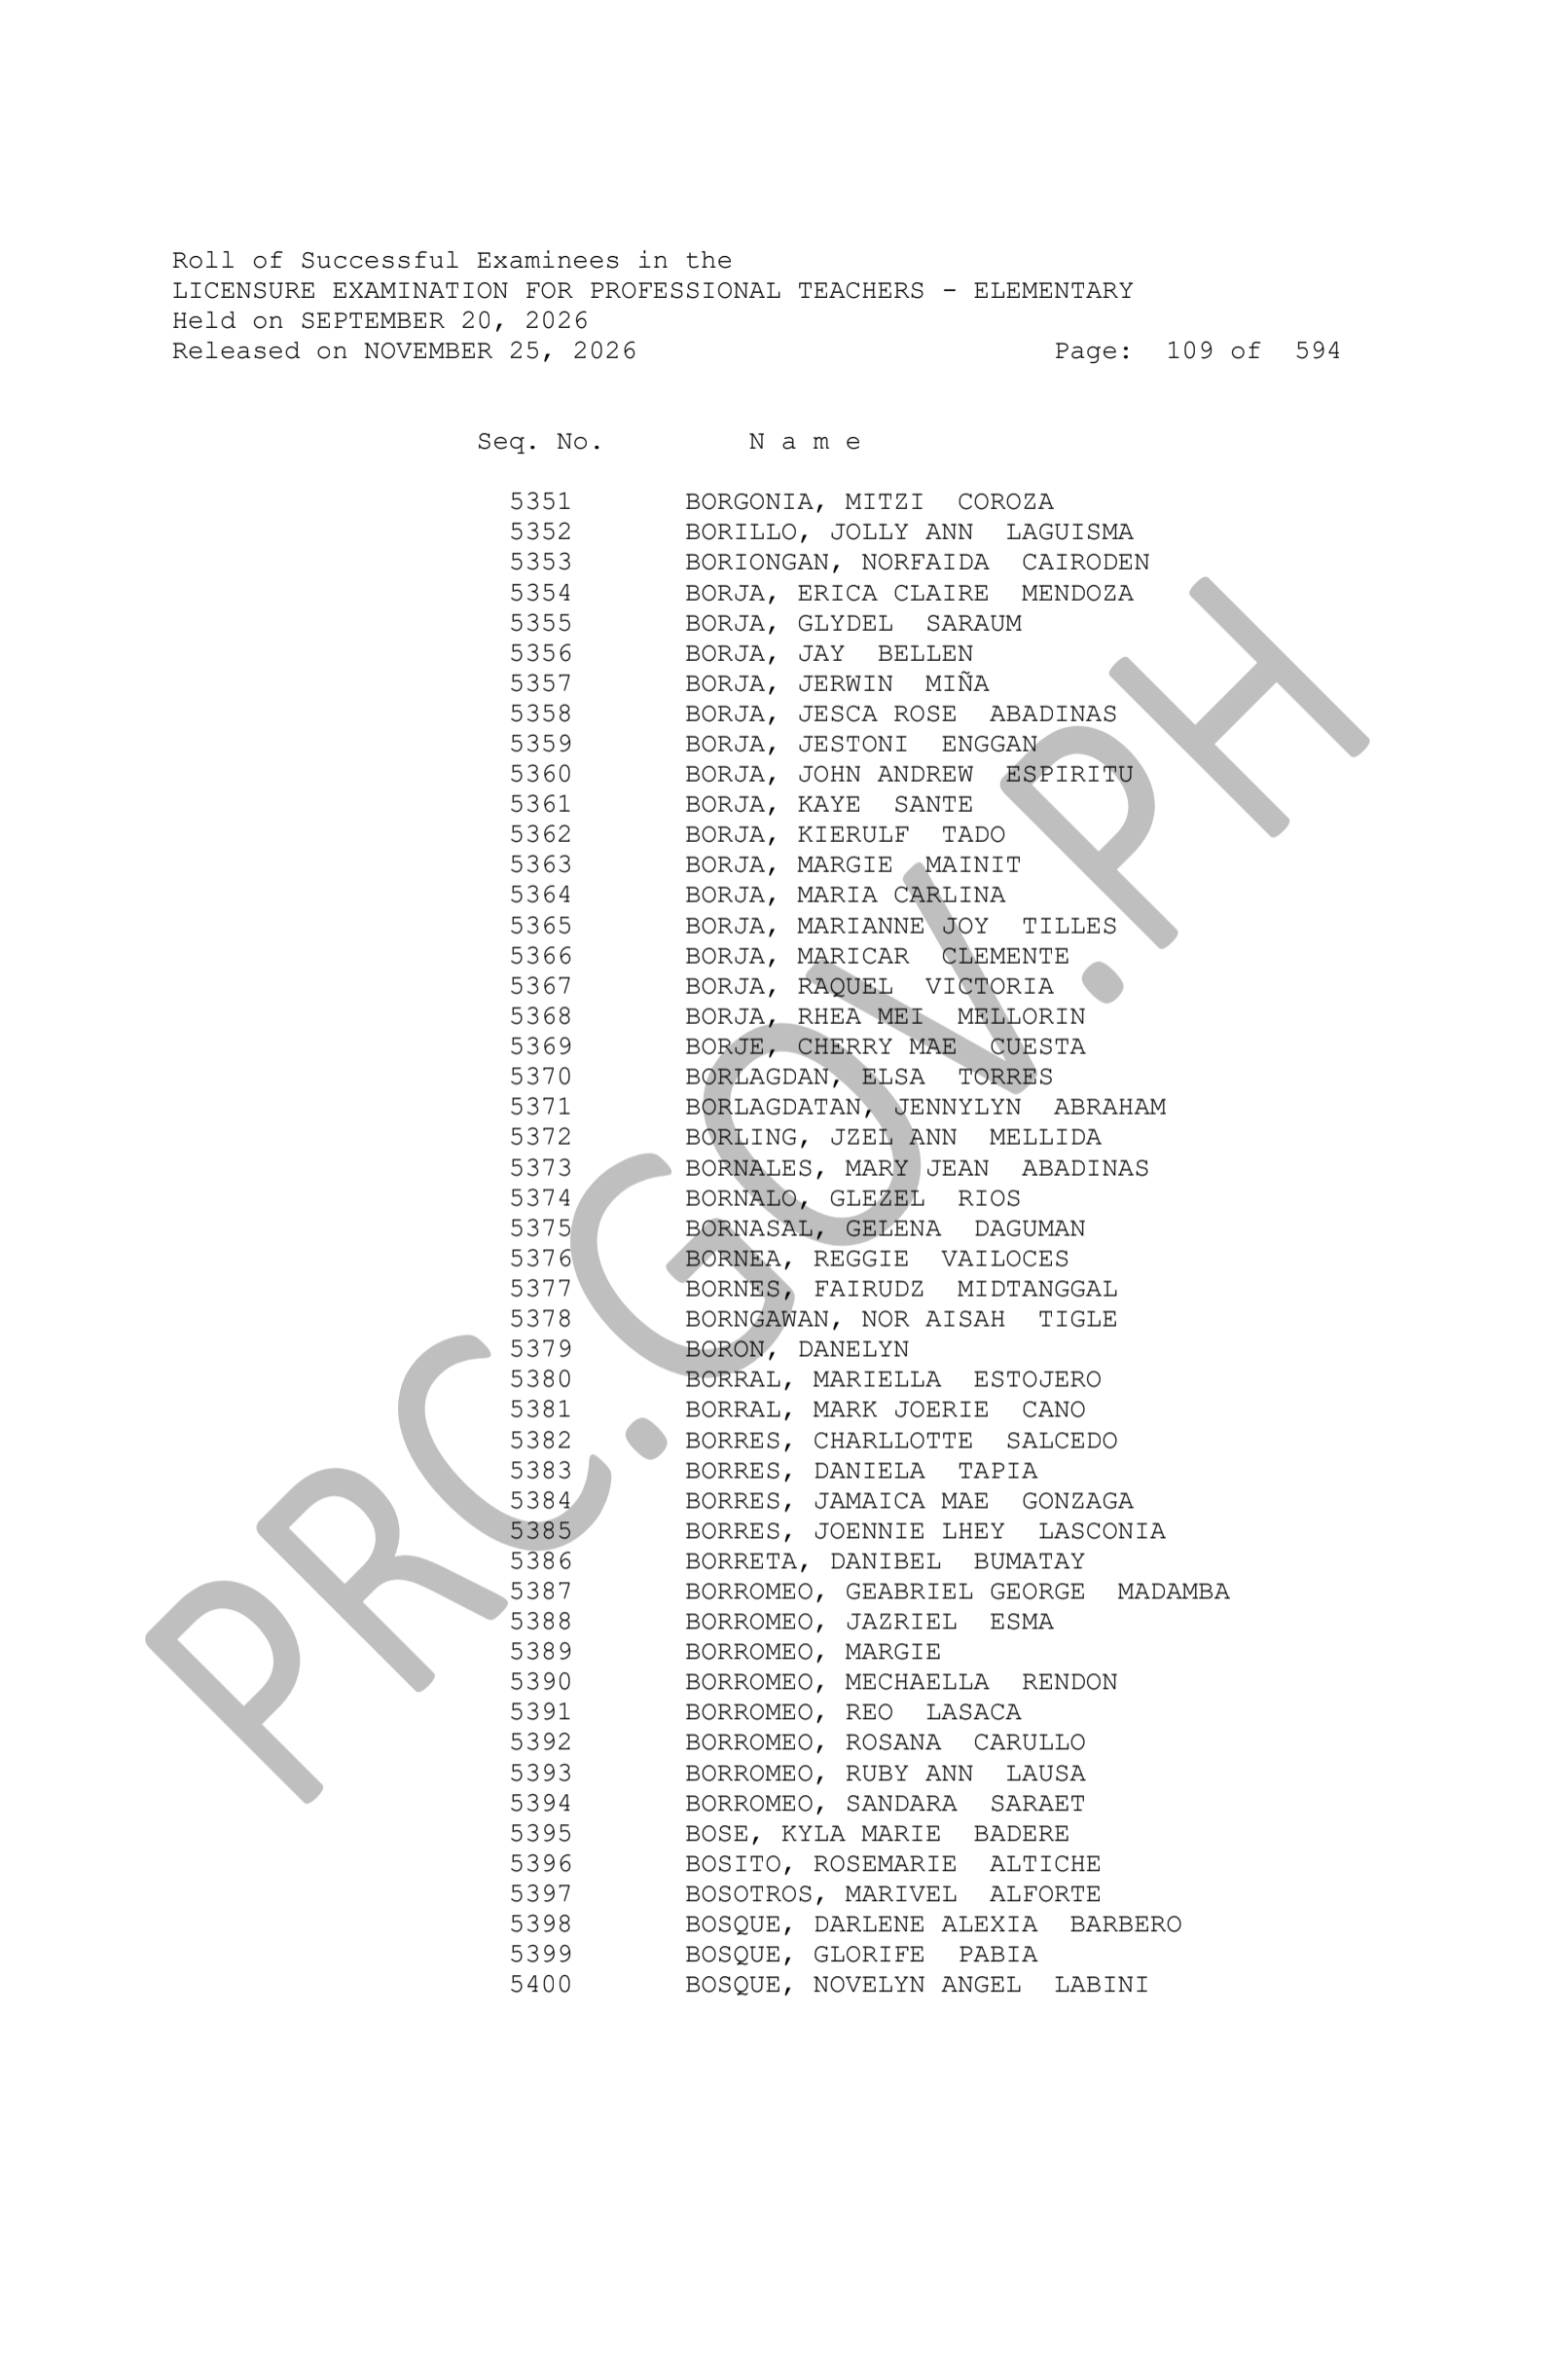 Roll of Successful Examinees in the
LICENSURE EXAMINATION FOR PROFESSIONAL TEACHERS - ELEMENTARY
Held on SEPTEMBER 20, 2026
Released on NOVEMBER 25, 2026 Page: 109 of 594
Seq. No. N a m e
5351 BORGONIA, MITZI COROZA
5352 BORILLO, JOLLY ANN LAGUISMA
5353 BORIONGAN, NORFAIDA CAIRODEN
5354 BORJA, ERICA CLAIRE MENDOZA
5355 BORJA, GLYDEL SARAUM
5356 BORJA, JAY BELLEN
5357 BORJA, JERWIN MIÑA
5358 BORJA, JESCA ROSE ABADINAS
5359 BORJA, JESTONI ENGGAN
5360 BORJA, JOHN ANDREW ESPIRITU
5361 BORJA, KAYE SANTE
5362 BORJA, KIERULF TADO
5363 BORJA, MARGIE MAINIT
5364 BORJA, MARIA CARLINA
5365 BORJA, MARIANNE JOY TILLES
5366 BORJA, MARICAR CLEMENTE
5367 BORJA, RAQUEL VICTORIA
5368 BORJA, RHEA MEI MELLORIN
5369 BORJE, CHERRY MAE CUESTA
5370 BORLAGDAN, ELSA TORRES
5371 BORLAGDATAN, JENNYLYN ABRAHAM
5372 BORLING, JZEL ANN MELLIDA
5373 BORNALES, MARY JEAN ABADINAS
5374 BORNALO, GLEZEL RIOS
5375 BORNASAL, GELENA DAGUMAN
5376 BORNEA, REGGIE VAILOCES
5377 BORNES, FAIRUDZ MIDTANGGAL
5378 BORNGAWAN, NOR AISAH TIGLE
5379 BORON, DANELYN
5380 BORRAL, MARIELLA ESTOJERO
5381 BORRAL, MARK JOERIE CANO
5382 BORRES, CHARLLOTTE SALCEDO
5383 BORRES, DANIELA TAPIA
5384 BORRES, JAMAICA MAE GONZAGA
5385 BORRES, JOENNIE LHEY LASCONIA
5386 BORRETA, DANIBEL BUMATAY
5387 BORROMEO, GEABRIEL GEORGE MADAMBA
5388 BORROMEO, JAZRIEL ESMA
5389 BORROMEO, MARGIE
5390 BORROMEO, MECHAELLA RENDON
5391 BORROMEO, REO LASACA
5392 BORROMEO, ROSANA CARULLO
5393 BORROMEO, RUBY ANN LAUSA
5394 BORROMEO, SANDARA SARAET
5395 BOSE, KYLA MARIE BADERE
5396 BOSITO, ROSEMARIE ALTICHE
5397 BOSOTROS, MARIVEL ALFORTE
5398 BOSQUE, DARLENE ALEXIA BARBERO
5399 BOSQUE, GLORIFE PABIA
5400 BOSQUE, NOVELYN ANGEL LABINI
PRC.GOV.PH